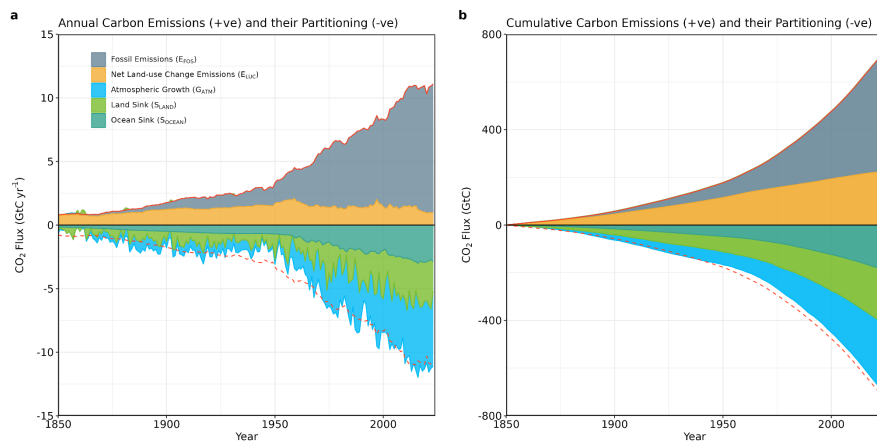 a
Annual Carbon Emissions (+ve) and their Partitioning (-ve)
15
10
5
0
-5
-10
-15
CO2 Flux (GtC yr-1)
Fossil Emissions (EFOS)
Net Land-use Change Emissions (ELUC)
Atmospheric Growth (GATM)
Land Sink (SLAND)
Ocean Sink (SOCEAN)
1850
1900
1950
2000
Year
b
Cumulative Carbon Emissions (+ve) and their Partitioning (-ve)
800
400
0
-400
-800
CO2 Flux (GtC)
1850
1900
1950
2000
Year